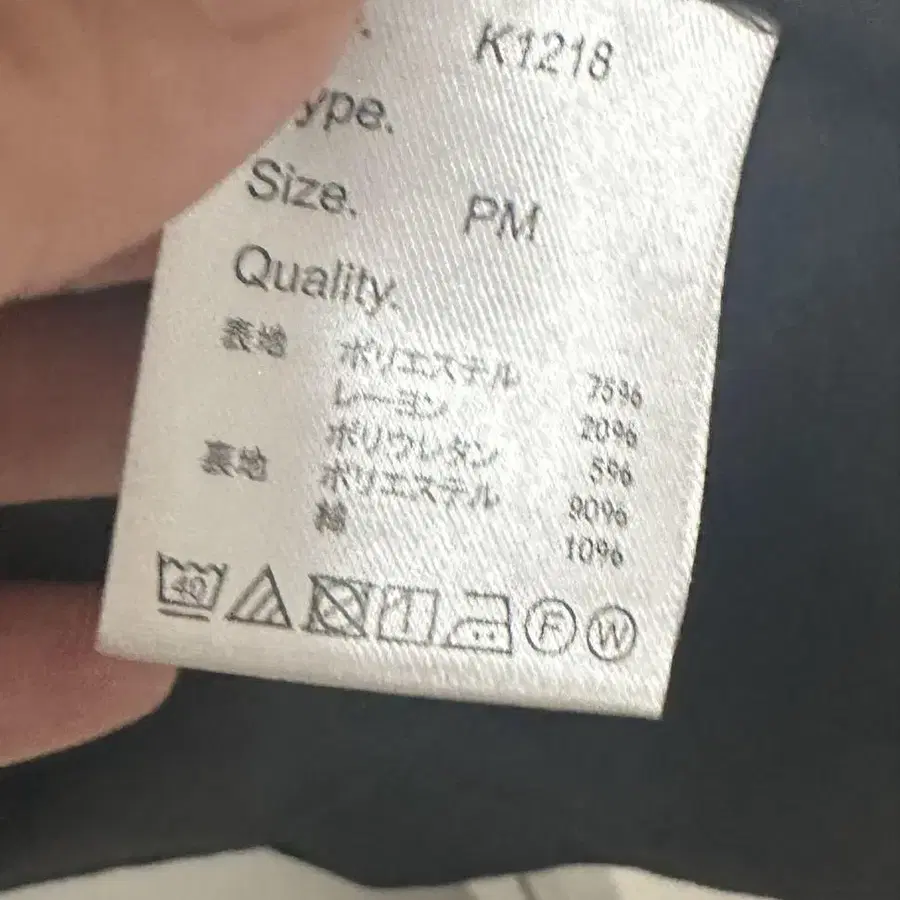 K1218
ype.
Size. PM
Quality.
表地 ポリエステル 75%
レーヨン 20%
ポリウレタン 5%
裏地 ポリエステル 90%
綿 10%
40 F W